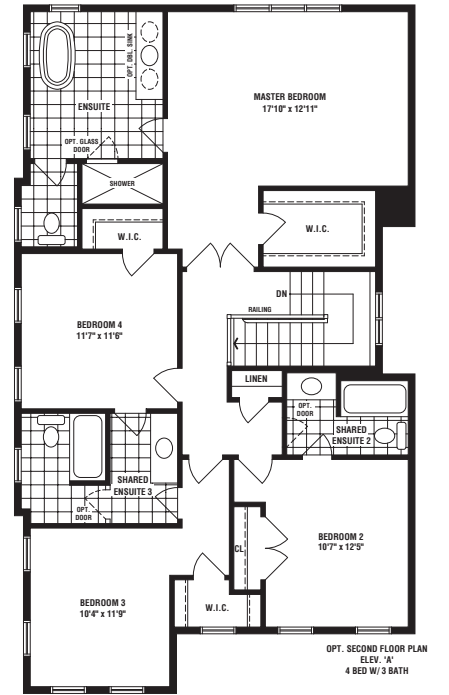 OPT. DBL. SINK
ENSUITE
MASTER BEDROOM
17'10" x 12'11"
OPT. GLASS
DOOR
SHOWER
W.I.C.
W.I.C.
DN
RAILING
BEDROOM 4
11'7" x 11'6"
LINEN
OPT.
DOOR
SHARED
ENSUITE 2
SHARED
ENSUITE 3
OPT.
DOOR
CL
BEDROOM 2
10'7" x 12'5"
BEDROOM 3
10'4" x 11'9"
W.I.C.
OPT. SECOND FLOOR PLAN
ELEV. 'A'
4 BED W/ 3 BATH